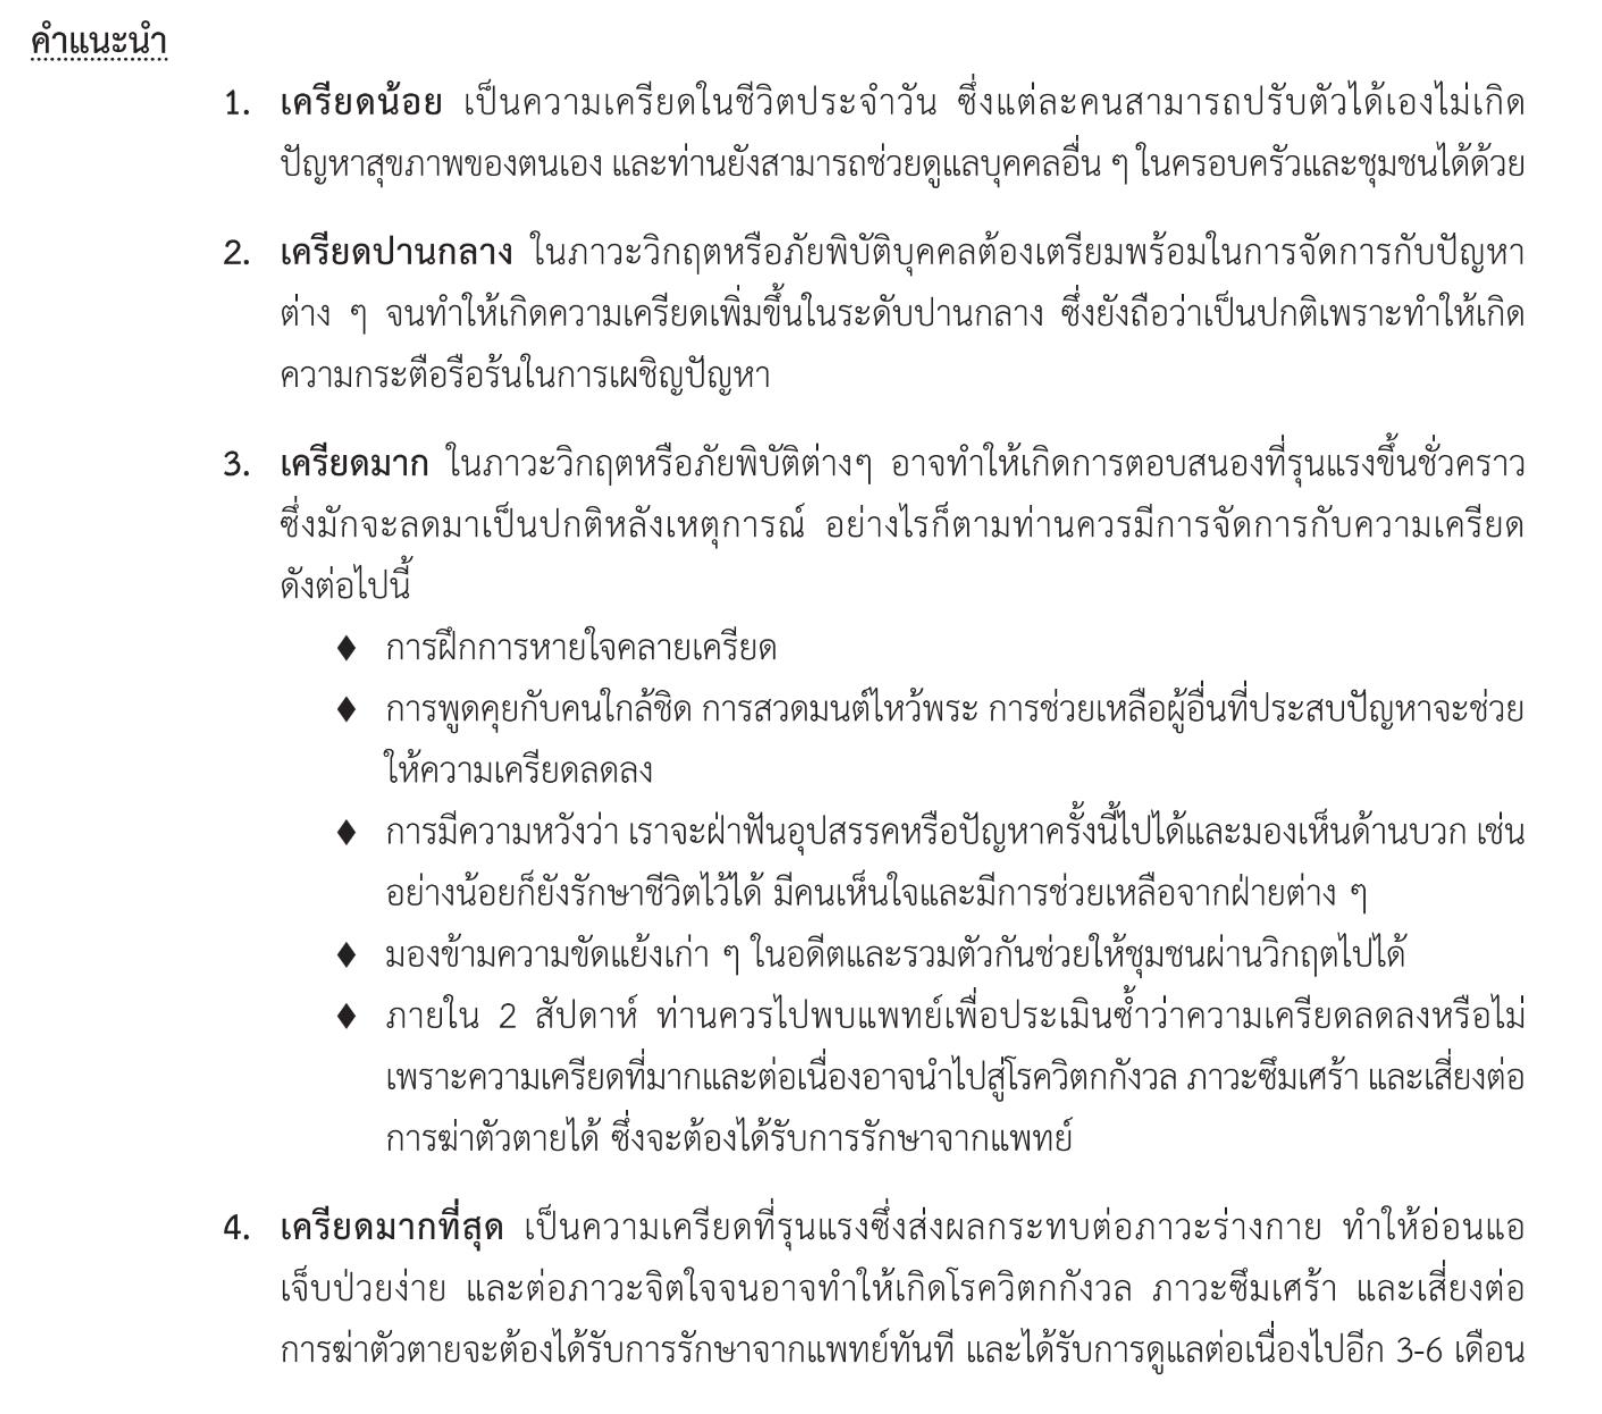 คำแนะนำ
1. เครียดน้อย เป็นความเครียดในชีวิตประจำวัน ซึ่งแต่ละคนสามารถปรับตัวได้เองไม่เกิด
ปัญหาสุขภาพของตนเอง และท่านยังสามารถช่วยดูแลบุคคลอื่น ๆ ในครอบครัวและชุมชนได้ด้วย
2. เครียดปานกลาง ในภาวะวิกฤตหรือภัยพิบัติบุคคลต้องเตรียมพร้อมในการจัดการกับปัญหา
ต่าง ๆ จนทำให้เกิดความเครียดเพิ่มขึ้นในระดับปานกลาง ซึ่งยังถือว่าเป็นปกติเพราะทำให้เกิด
ความกระตือรือร้นในการเผชิญปัญหา
3. เครียดมาก ในภาวะวิกฤตหรือภัยพิบัติต่างๆ อาจทำให้เกิดการตอบสนองที่รุนแรงขึ้นชั่วคราว
ซึ่งมักจะลดมาเป็นปกติหลังเหตุการณ์ อย่างไรก็ตามท่านควรมีการจัดการกับความเครียด
ดังต่อไปนี้
♦ การฝึกการหายใจคลายเครียด
♦ การพูดคุยกับคนใกล้ชิด การสวดมนต์ไหว้พระ การช่วยเหลือผู้อื่นที่ประสบปัญหาจะช่วย
ให้ความเครียดลดลง
♦ การมีความหวังว่า เราจะฝ่าฟันอุปสรรคหรือปัญหาครั้งนี้ไปได้และมองเห็นด้านบวก เช่น
อย่างน้อยก็ยังรักษาชีวิตไว้ได้ มีคนเห็นใจและมีการช่วยเหลือจากฝ่ายต่าง ๆ
♦ มองข้ามความขัดแย้งเก่า ๆ ในอดีตและรวมตัวกันช่วยให้ชุมชนผ่านวิกฤตไปได้
♦ ภายใน 2 สัปดาห์ ท่านควรไปพบแพทย์เพื่อประเมินซ้ำว่าความเครียดลดลงหรือไม่
เพราะความเครียดที่มากและต่อเนื่องอาจนำไปสู่โรควิตกกังวล ภาวะซึมเศร้า และเสี่ยงต่อ
การฆ่าตัวตายได้ ซึ่งจะต้องได้รับการรักษาจากแพทย์
4. เครียดมากที่สุด เป็นความเครียดที่รุนแรงซึ่งส่งผลกระทบต่อภาวะร่างกาย ทำให้อ่อนแอ
เจ็บป่วยง่าย และต่อภาวะจิตใจจนอาจทำให้เกิดโรควิตกกังวล ภาวะซึมเศร้า และเสี่ยงต่อ
การฆ่าตัวตายจะต้องได้รับการรักษาจากแพทย์ทันที และได้รับการดูแลต่อเนื่องไปอีก 3-6 เดือน